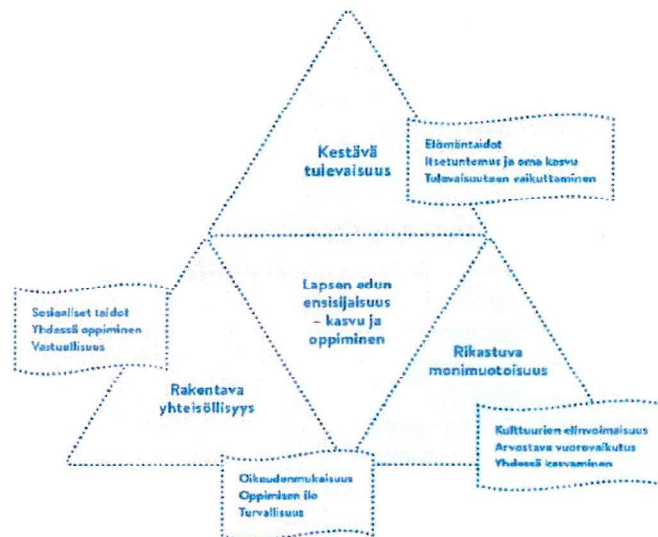 Kestävä
tulevaisuus
Elämäntaidot
Itsetuntemus ja oma kasvu
Tulevaisuuteen vaikuttaminen
Lapsen edun
ensisijaisuus
– kasvu ja
oppiminen
Sosiaaliset taidot
Yhdessä oppiminen
Vastuullisuus
Rakentava
yhteisöllisyys
Rikastuva
monimuotoisuus
Kulttuurien elinvoimaisuus
Arvostava vuorovaikutus
Yhdessä kasvaminen
Oikeudenmukaisuus
Oppimisen ilo
Turvallisuus